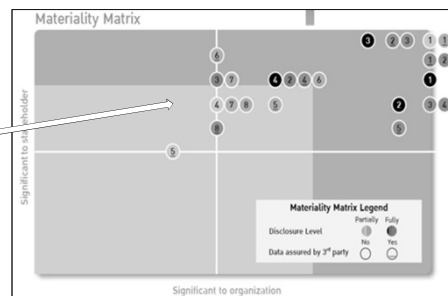 Materiality Matrix
3 2 3 1 1
6
1 2
3 7 4 2 4 6 1
4 7 8 5 2 3 4
8 5
5
Significant to stakeholder
Materiality Matrix Legend
Partially Fully
Disclosure Level
No Yes
Data assured by 3rd party
Significant to organization